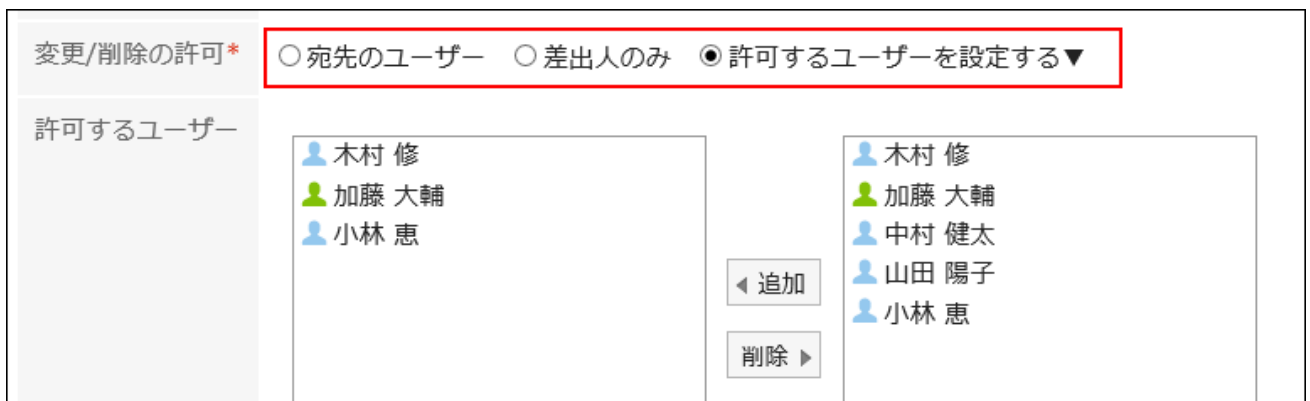 変更/削除の許可* ○宛先のユーザー ○差出人のみ ◉許可するユーザーを設定する▼
許可するユーザー
木村 修
加藤 大輔
小林 恵
◀ 追加
削除 ▶
木村 修
加藤 大輔
中村 健太
山田 陽子
小林 恵